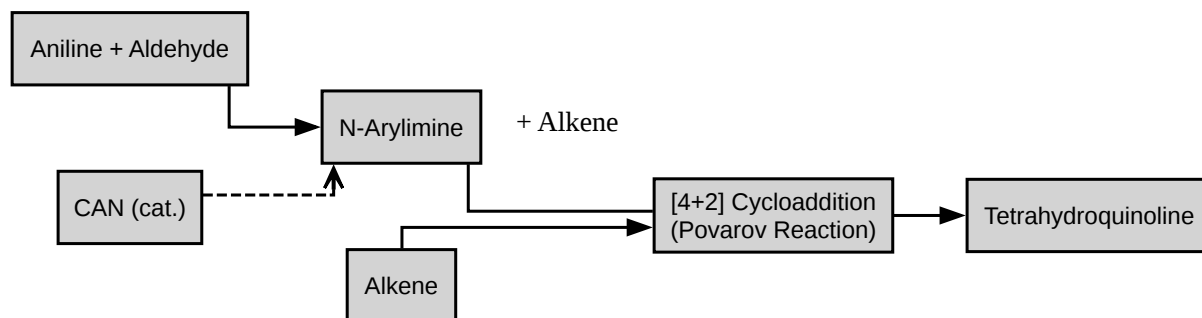 Aniline + Aldehyde
N-Arylimine
+ Alkene
CAN (cat.)
[4+2] Cycloaddition
(Povarov Reaction)
Tetrahydroquinoline
Alkene